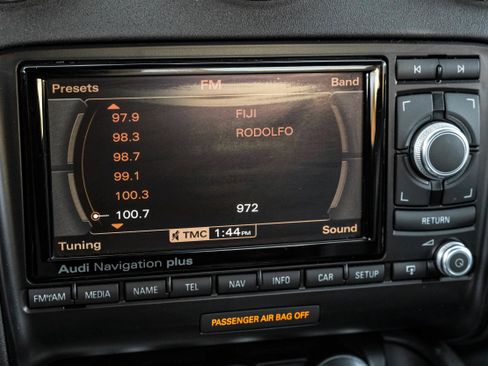 Presets FM Band
97.9 FIJI
98.3 RODOLFO
98.7
99.1
100.3
100.7 972
Tuning TMC 1:44PM Sound
RETURN
Audi Navigation plus
FM/AM MEDIA NAME TEL NAV INFO CAR SETUP
PASSENGER AIR BAG OFF